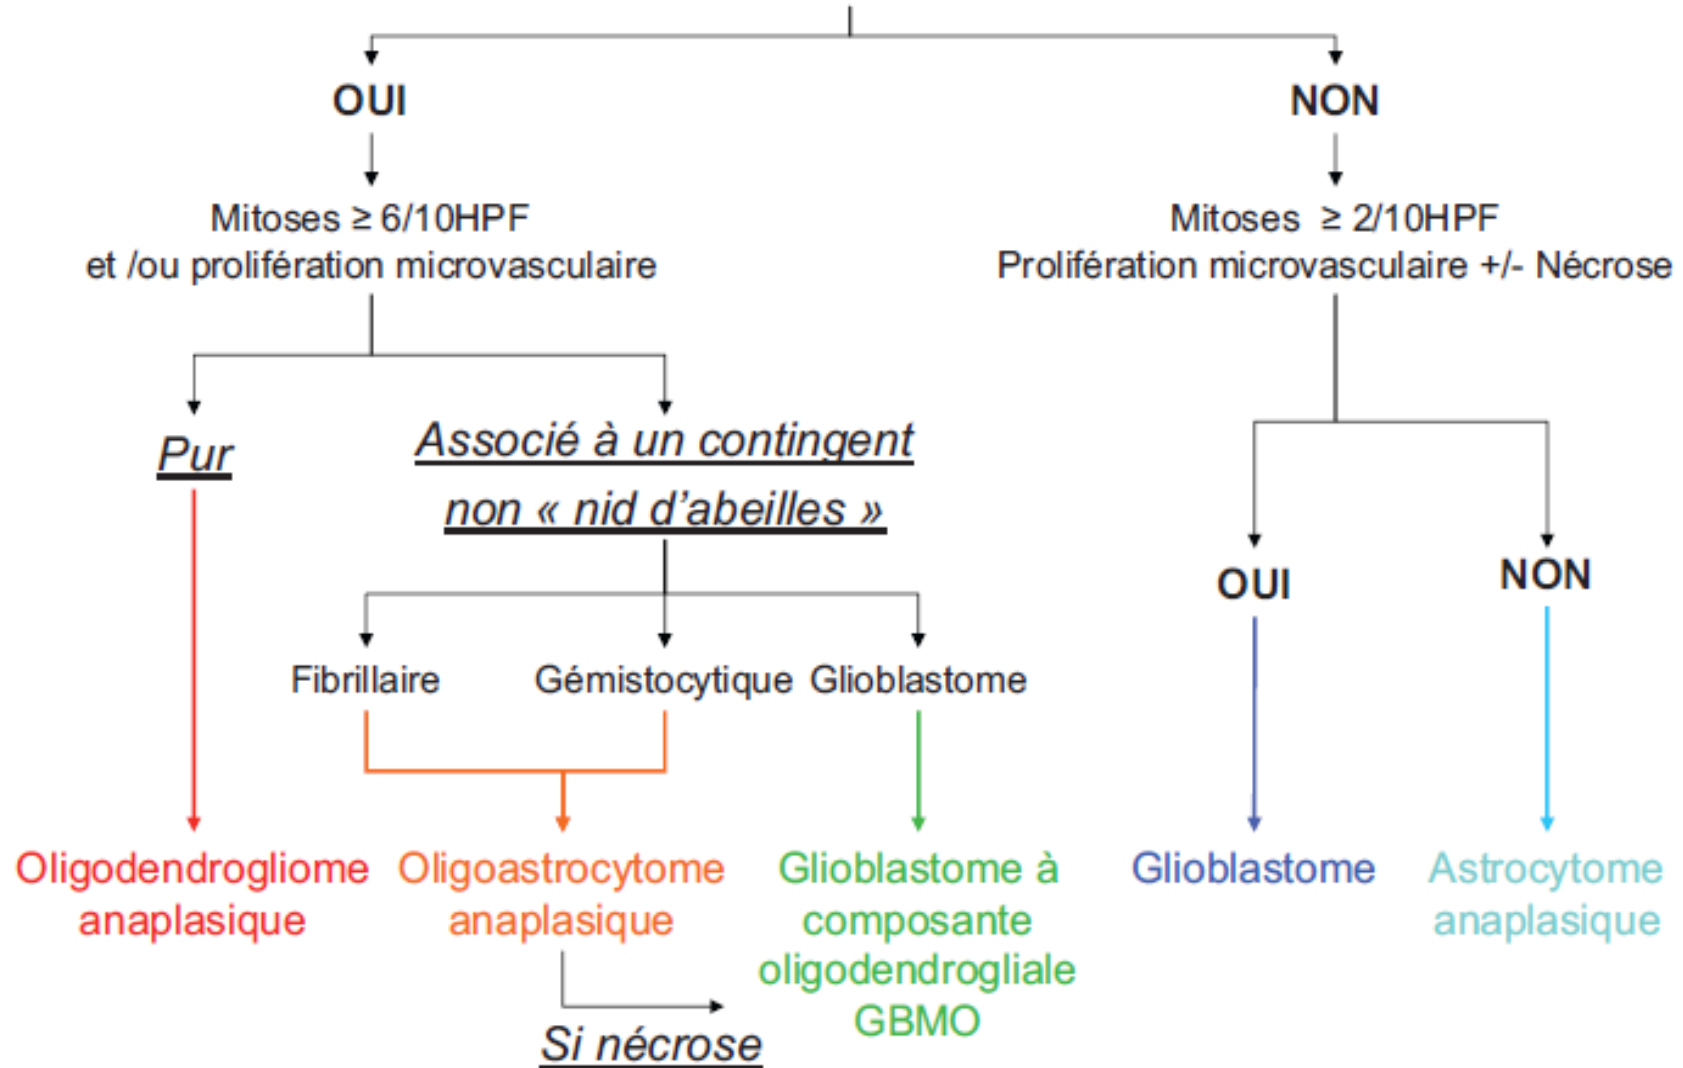 OUI
NON
Mitoses ≥ 6/10HPF
et /ou prolifération microvasculaire
Mitoses ≥ 2/10HPF
Prolifération microvasculaire +/- Nécrose
Pur
Associé à un contingent
non « nid d'abeilles »
OUI
NON
Fibrillaire
Gémistocytique
Glioblastome
Oligodendrogliome
anaplasique
Oligoastrocytome
anaplasique
Glioblastome à
composante
oligodendrogliale
GBMO
Glioblastome
Astrocytome
anaplasique
Si nécrose